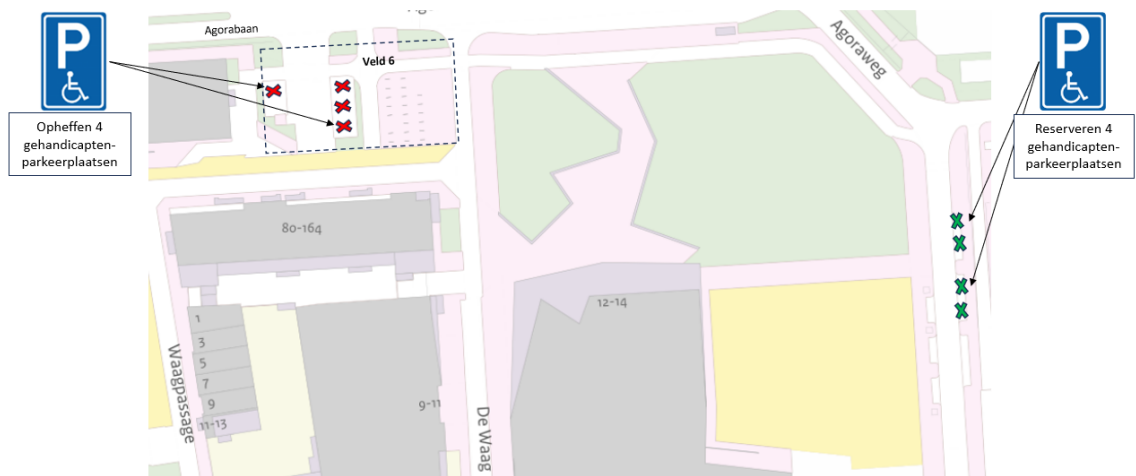 P
Opheffen 4
gehandicapten-
parkeerplaatsen
Agorabaan
Veld 6
Agoraweg
P
Reserveren 4
gehandicapten-
parkeerplaatsen
80-164
12-14
1
3
5
7
9
11-13
9-11
Waagpassage
De Waag